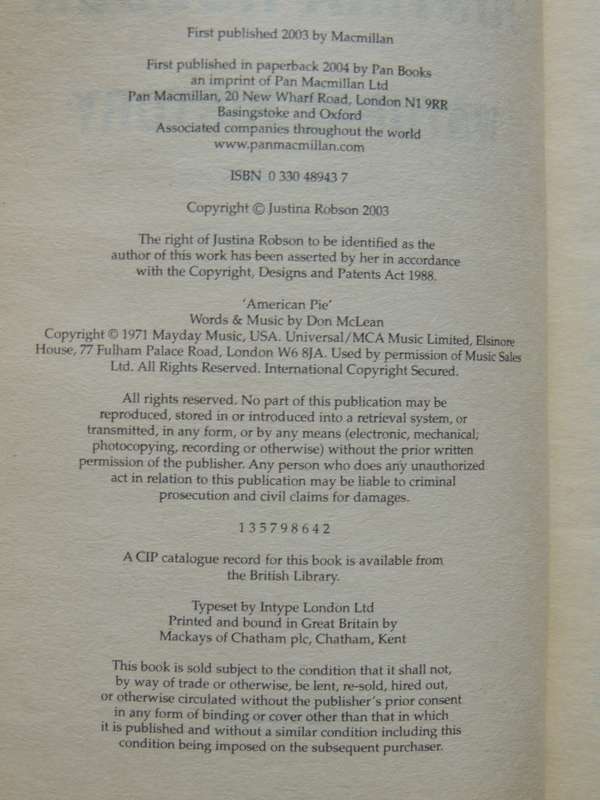 First published 2003 by Macmillan
First published in paperback 2004 by Pan Books
an imprint of Pan Macmillan Ltd
Pan Macmillan, 20 New Wharf Road, London N1 9RR
Basingstoke and Oxford
Associated companies throughout the world
www.panmacmillan.com
ISBN 0 330 48943 7
Copyright © Justina Robson 2003
The right of Justina Robson to be identified as the
author of this work has been asserted by her in accordance
with the Copyright, Designs and Patents Act 1988.
'American Pie'
Words & Music by Don McLean
Copyright © 1971 Mayday Music, USA. Universal/MCA Music Limited, Elsinore
House, 77 Fulham Palace Road, London W6 8JA. Used by permission of Music Sales
Ltd. All Rights Reserved. International Copyright Secured.
All rights reserved. No part of this publication may be
reproduced, stored in or introduced into a retrieval system, or
transmitted, in any form, or by any means (electronic, mechanical,
photocopying, recording or otherwise) without the prior written
permission of the publisher. Any person who does any unauthorized
act in relation to this publication may be liable to criminal
prosecution and civil claims for damages.
1 3 5 7 9 8 6 4 2
A CIP catalogue record for this book is available from
the British Library.
Typeset by Intype London Ltd
Printed and bound in Great Britain by
Mackays of Chatham plc, Chatham, Kent
This book is sold subject to the condition that it shall not,
by way of trade or otherwise, be lent, re-sold, hired out,
or otherwise circulated without the publisher's prior consent
in any form of binding or cover other than that in which
it is published and without a similar condition including this
condition being imposed on the subsequent purchaser.